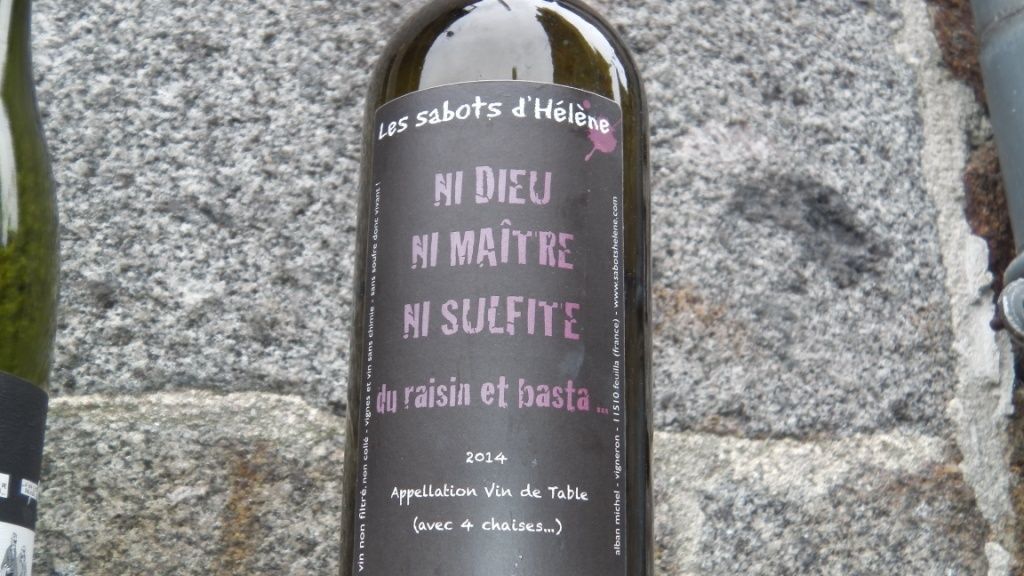 Les sabots d'Hélène
NI DIEU
NI MAÎTRE
NI SULFITE
du raisin et basta ...
2014
Appellation Vin de Table
(avec 4 chaises...)
vin non filtré, non collé - vignes et vin sans chimie - sans soufre donc vivant !
alban michel - vigneron - 11510 feuilla (france) - www.sabotshelene.com